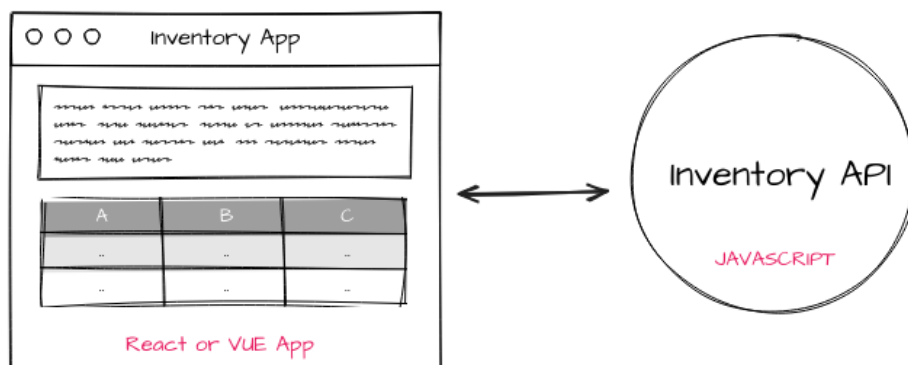 Inventory App
A B C
.. .. ..
.. .. ..
React or VUE App
Inventory API
JAVASCRIPT